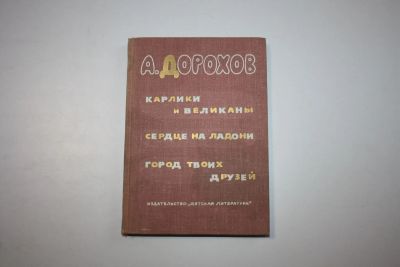 А. ДОРОХОВ
КАРЛИКИ
И ВЕЛИКАНЫ
СЕРДЦЕ НА ЛАДОНИ
ГОРОД ТВОИХ
ДРУЗЕЙ
ИЗДАТЕЛЬСТВО „ДЕТСКАЯ ЛИТЕРАТУРА"